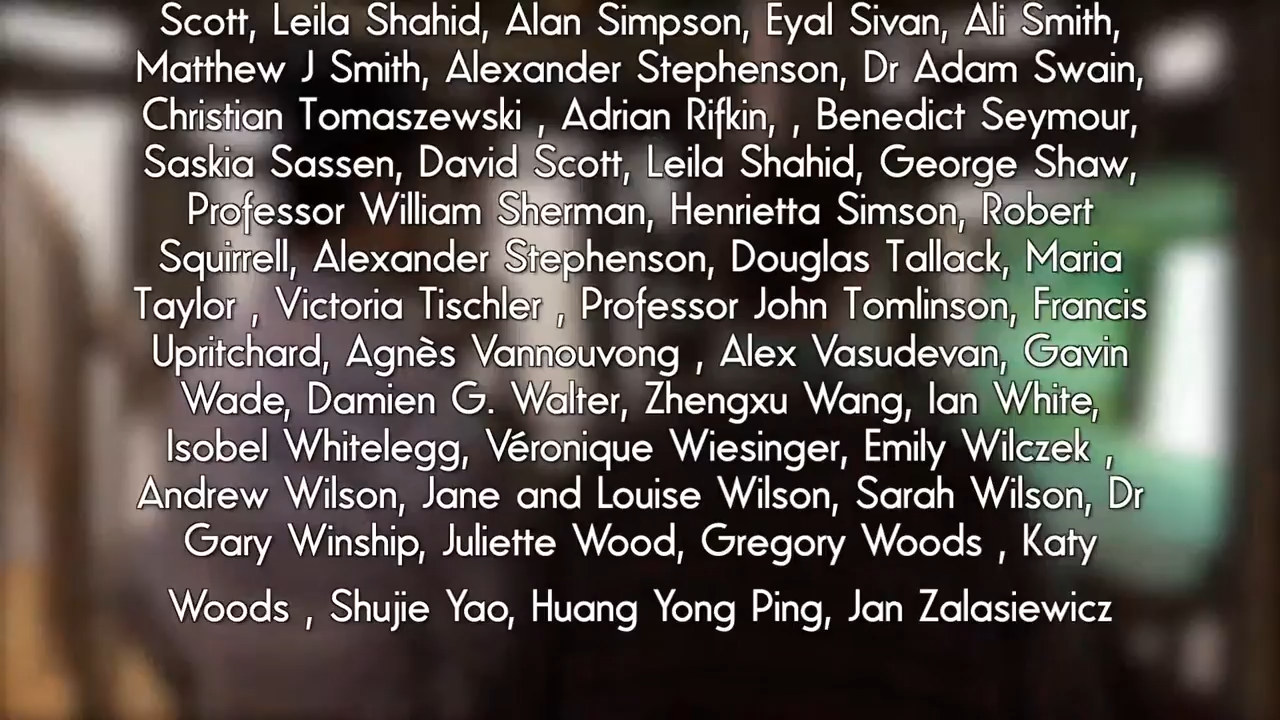 Scott, Leila Shahid, Alan Simpson, Eyal Sivan, Ali Smith,
Matthew J Smith, Alexander Stephenson, Dr Adam Swain,
Christian Tomaszewski , Adrian Rifkin, , Benedict Seymour,
Saskia Sassen, David Scott, Leila Shahid, George Shaw,
Professor William Sherman, Henrietta Simson, Robert
Squirrell, Alexander Stephenson, Douglas Tallack, Maria
Taylor , Victoria Tischler , Professor John Tomlinson, Francis
Upritchard, Agnès Vannouvong , Alex Vasudevan, Gavin
Wade, Damien G. Walter, Zhengxu Wang, Ian White,
Isobel Whitelegg, Véronique Wiesinger, Emily Wilczek ,
Andrew Wilson, Jane and Louise Wilson, Sarah Wilson, Dr
Gary Winship, Juliette Wood, Gregory Woods , Katy
Woods , Shujie Yao, Huang Yong Ping, Jan Zalasiewicz